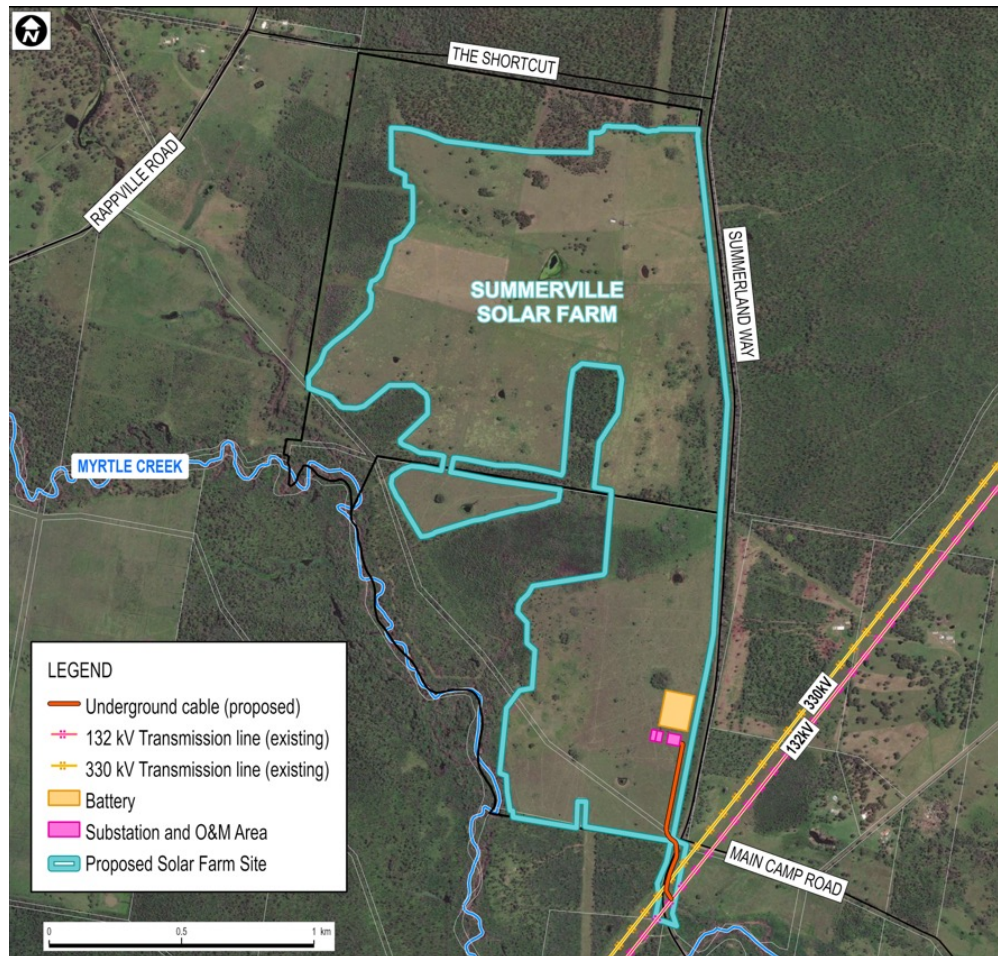 N
THE SHORTCUT
RAPPVILLE ROAD
SUMMERLAND WAY
SUMMERVILLE
SOLAR FARM
MYRTLE CREEK
330kV
132kV
MAIN CAMP ROAD
LEGEND
Underground cable (proposed)
132 kV Transmission line (existing)
330 kV Transmission line (existing)
Battery
Substation and O&M Area
Proposed Solar Farm Site
0 0.5 1 km